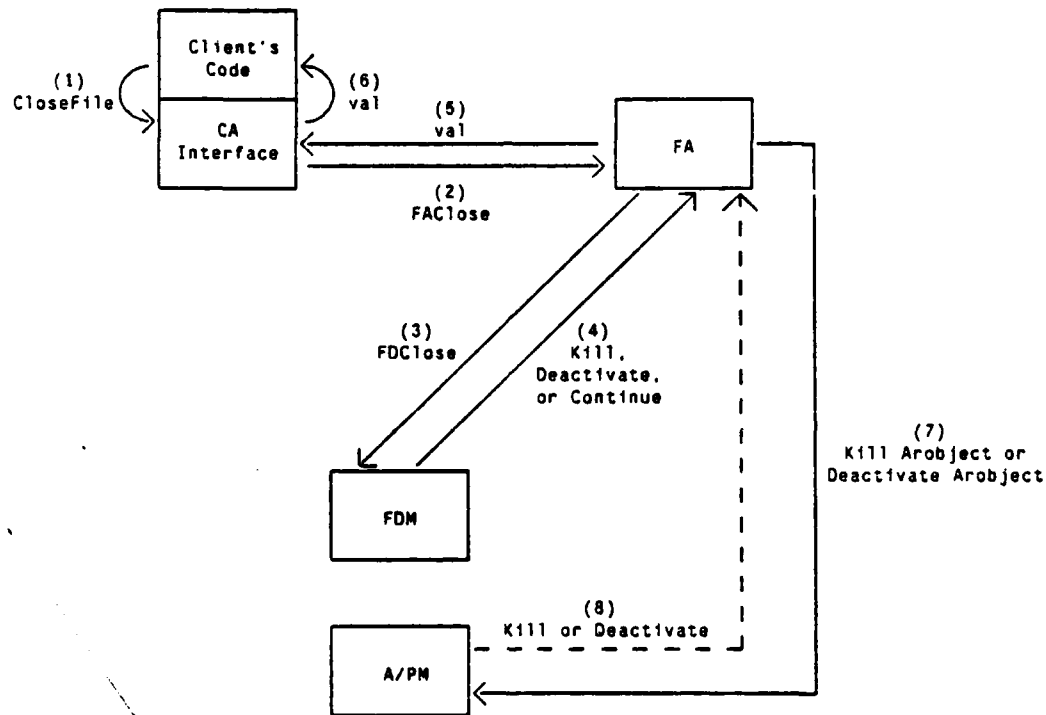 Client's
Code
(1)
CloseFile
(6)
val
CA
Interface
(5)
val
FA
(2)
FAClose
(3)
FDClose
(4)
Kill,
Deactivate,
or Continue
(7)
Kill Arobject or
Deactivate Arobject
FDM
(8)
Kill or Deactivate
A/PM